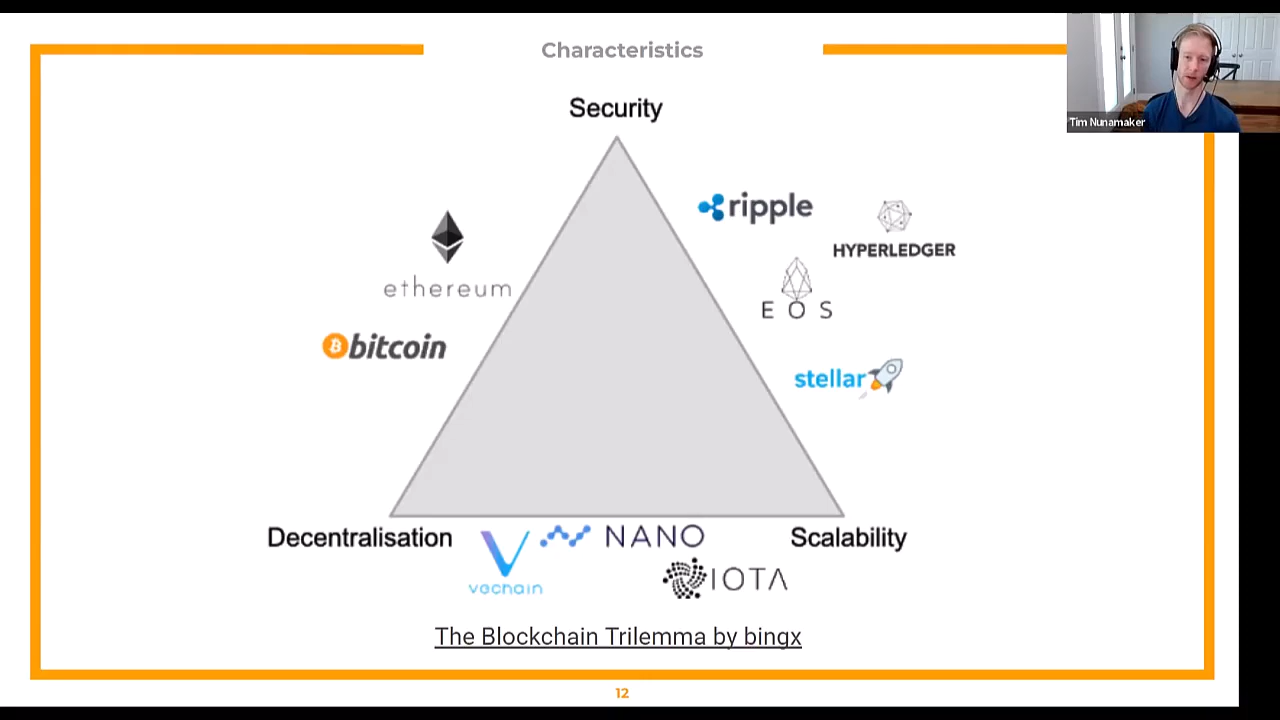 Characteristics
Tim Nunamaker
Security
ripple
HYPERLEDGER
ethereum
EOS
bitcoin
stellar
Decentralisation
Scalability
vechain
NANO
IOTA
The Blockchain Trilemma by bingx
12